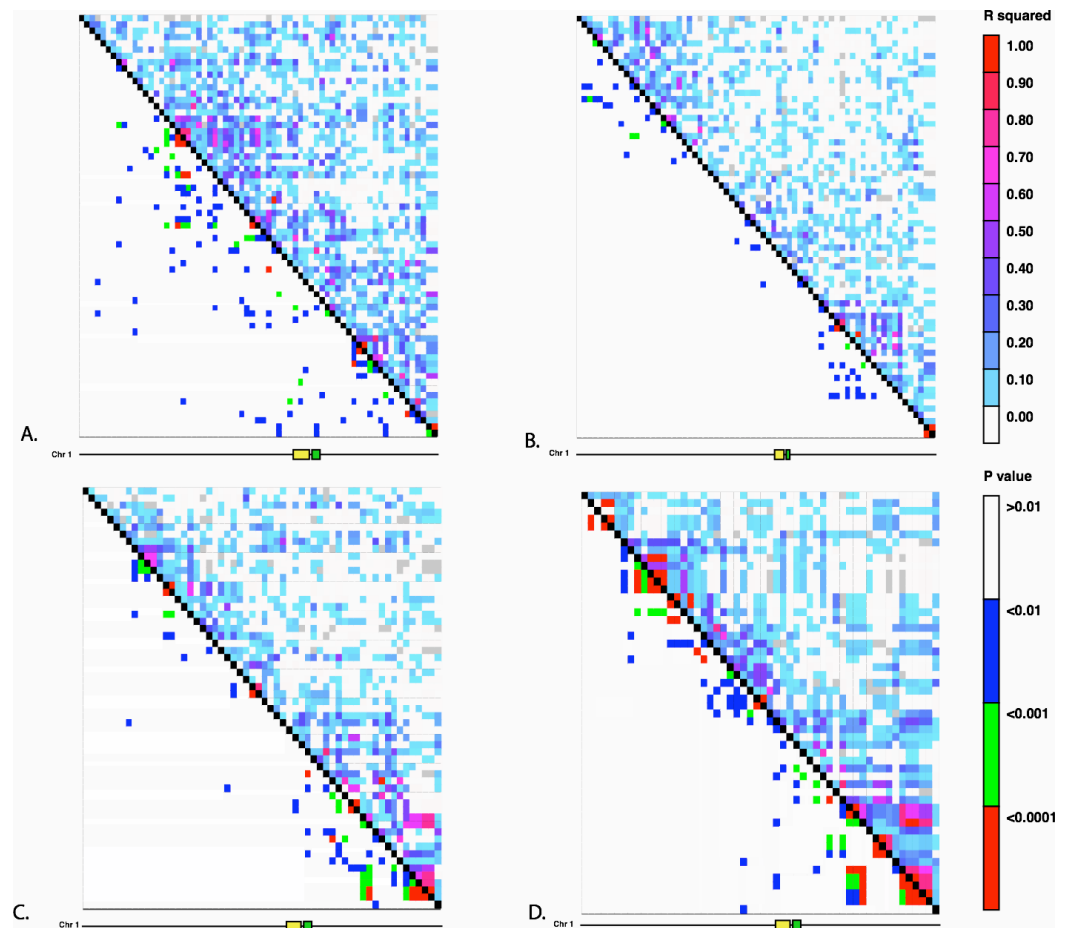 R squared
1.00
0.90
0.80
0.70
0.60
0.50
0.40
0.30
0.20
0.10
0.00
A.
B.
Chr 1
Chr 1
P value
>0.01
<0.01
<0.001
<0.0001
C.
D.
Chr 1
Chr 1